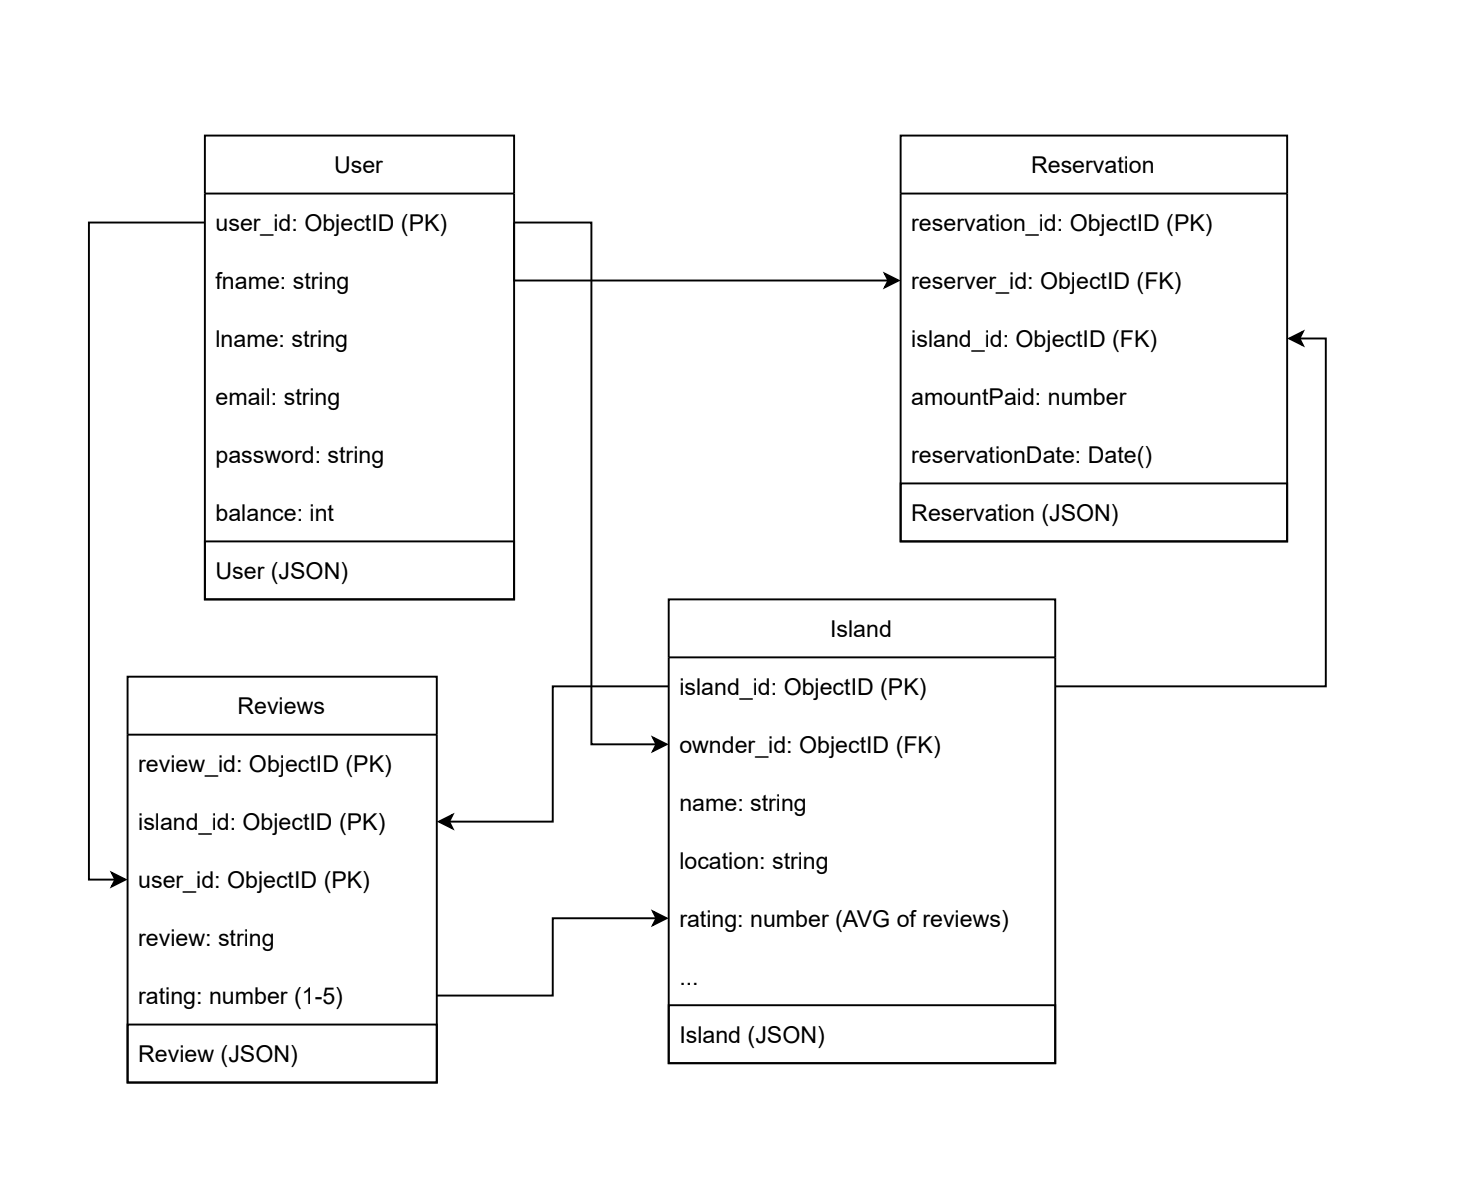 User
user_id: ObjectID (PK)
fname: string
lname: string
email: string
password: string
balance: int
User (JSON)
Reservation
reservation_id: ObjectID (PK)
reserver_id: ObjectID (FK)
island_id: ObjectID (FK)
amountPaid: number
reservationDate: Date()
Reservation (JSON)
Reviews
review_id: ObjectID (PK)
island_id: ObjectID (PK)
user_id: ObjectID (PK)
review: string
rating: number (1-5)
Review (JSON)
Island
island_id: ObjectID (PK)
ownder_id: ObjectID (FK)
name: string
location: string
rating: number (AVG of reviews)
...
Island (JSON)